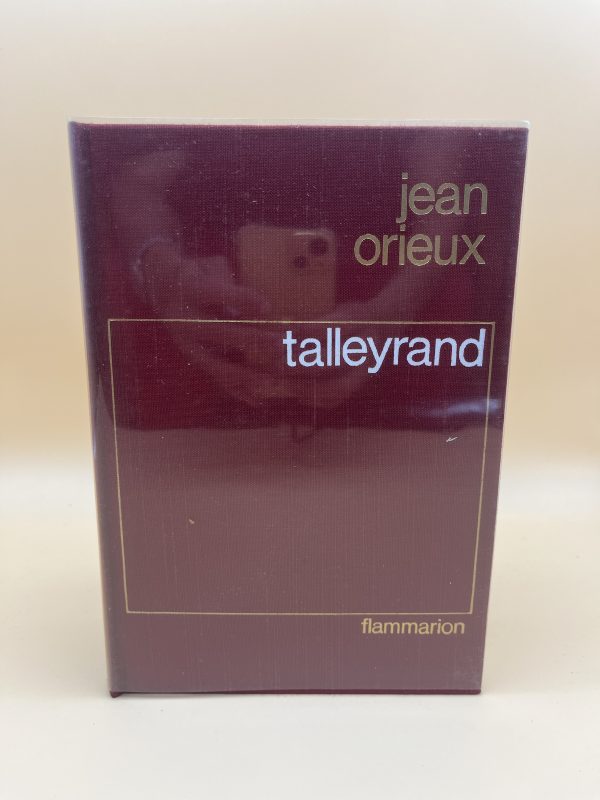 jean
orieux
talleyrand
flammarion